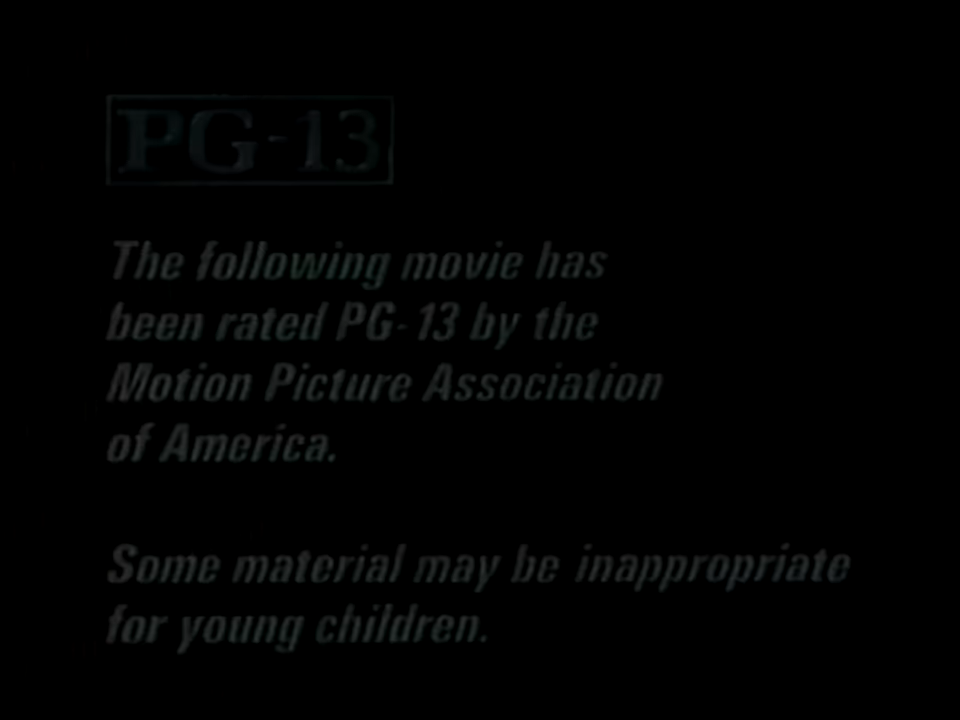 PG-13
The following movie has
been rated PG-13 by the
Motion Picture Association
of America.
Some material may be inappropriate
for young children.